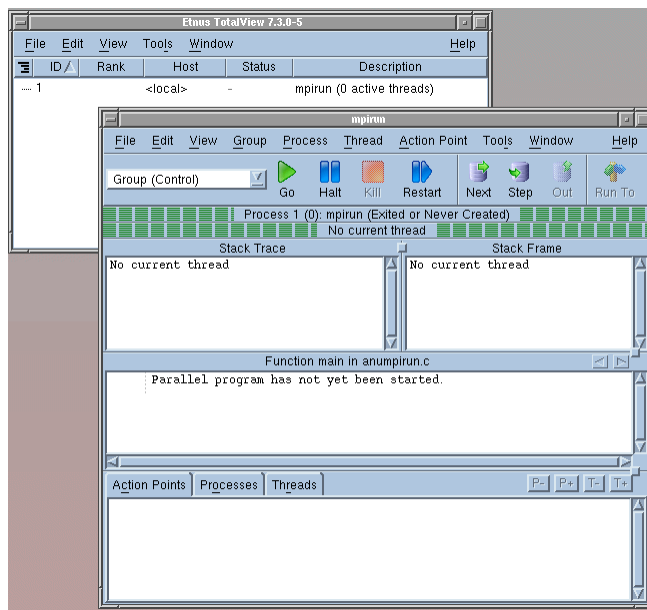 Etnus TotalView 7.3.0-5
File Edit View Tools Window Help
ID Rank Host Status Description
1 <local> - mpirun (0 active threads)
mpirun
File Edit View Group Process Thread Action Point Tools Window Help
Group (Control) Go Halt Kill Restart Next Step Out Run To
Process 1 (0): mpirun (Exited or Never Created)
No current thread
Stack Trace Stack Frame
No current thread No current thread
Function main in anumpirun.c
Parallel program has not yet been started.
Action Points Processes Threads P- P+ T- T+